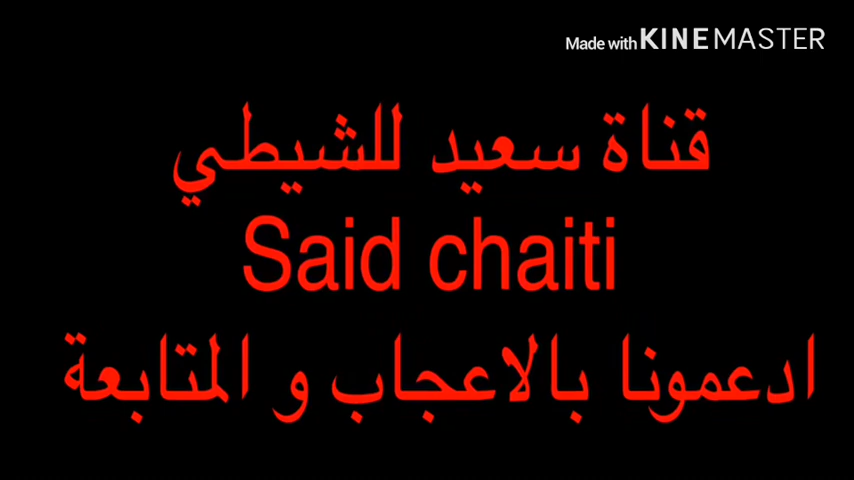 Made with KINEMASTER
قناة سعيد للشيطي
Said chaiti
ادعمونا بالاعجاب و المتابعة